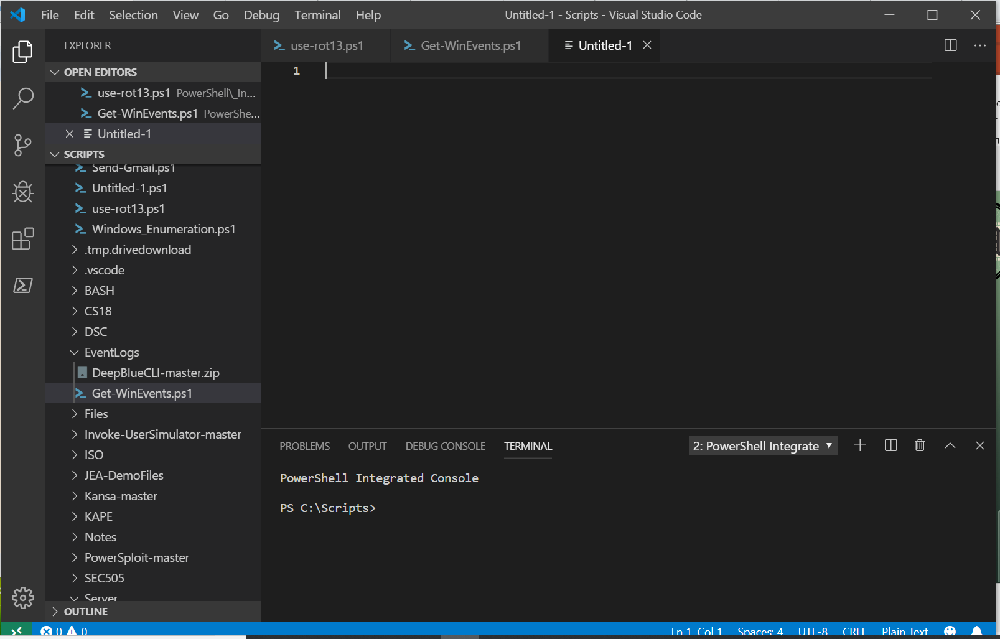 File Edit Selection View Go Debug Terminal Help Untitled-1 - Scripts - Visual Studio Code
EXPLORER
use-rot13.ps1 Get-WinEvents.ps1 Untitled-1
OPEN EDITORS
use-rot13.ps1 PowerShell\_In...
Get-WinEvents.ps1 PowerShe...
Untitled-1
SCRIPTS
Send-Gmail.ps1
Untitled-1.ps1
use-rot13.ps1
Windows_Enumeration.ps1
.tmp.drivedownload
.vscode
BASH
CS18
DSC
EventLogs
DeepBlueCLI-master.zip
Get-WinEvents.ps1
Files
Invoke-UserSimulator-master
ISO
JEA-DemoFiles
Kansa-master
KAPE
Notes
PowerSploit-master
SEC505
Server
OUTLINE
1
PROBLEMS OUTPUT DEBUG CONSOLE TERMINAL 2: PowerShell Integrate
PowerShell Integrated Console
PS C:\Scripts>
0 0 Ln 1, Col 1 Spaces: 4 UTF-8 CRLF Plain Text